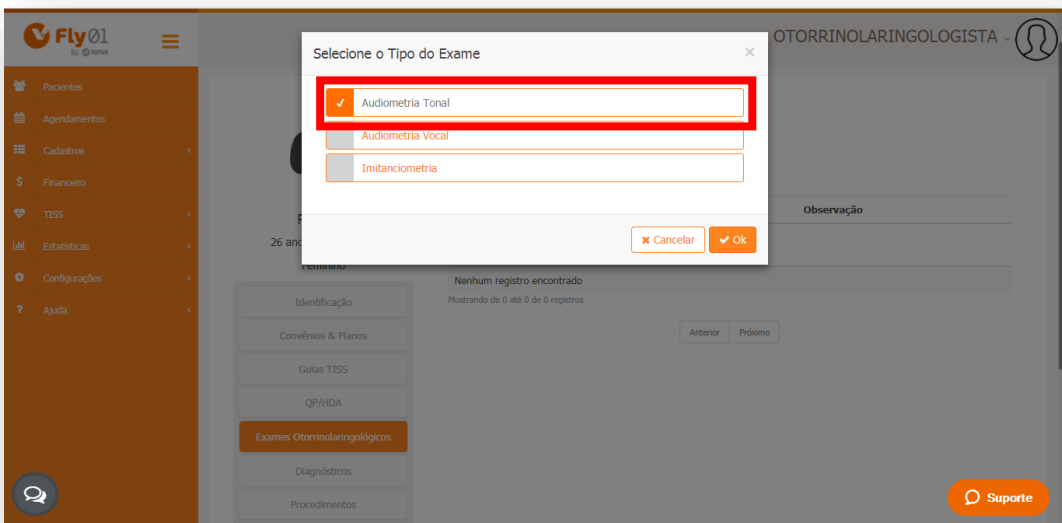 Fly01
by tenvs
OTORRINOLARINGOLOGISTA
Selecione o Tipo do Exame
Audiometria Tonal
Audiometria Vocal
Imitanciometria
Cancelar
Ok
Pacientes
Agendamentos
Cadastros
Financeiro
TISS
Estatísticas
Configurações
Ajuda
26 ano
Feminino
Identificação
Convênios & Planos
Guias TISS
QP/HDA
Exames Otorrinolaringológicos
Diagnósticos
Procedimentos
Observação
Nenhum registro encontrado
Mostrando de 0 até 0 de 0 registros
Anterior
Próximo
Suporte